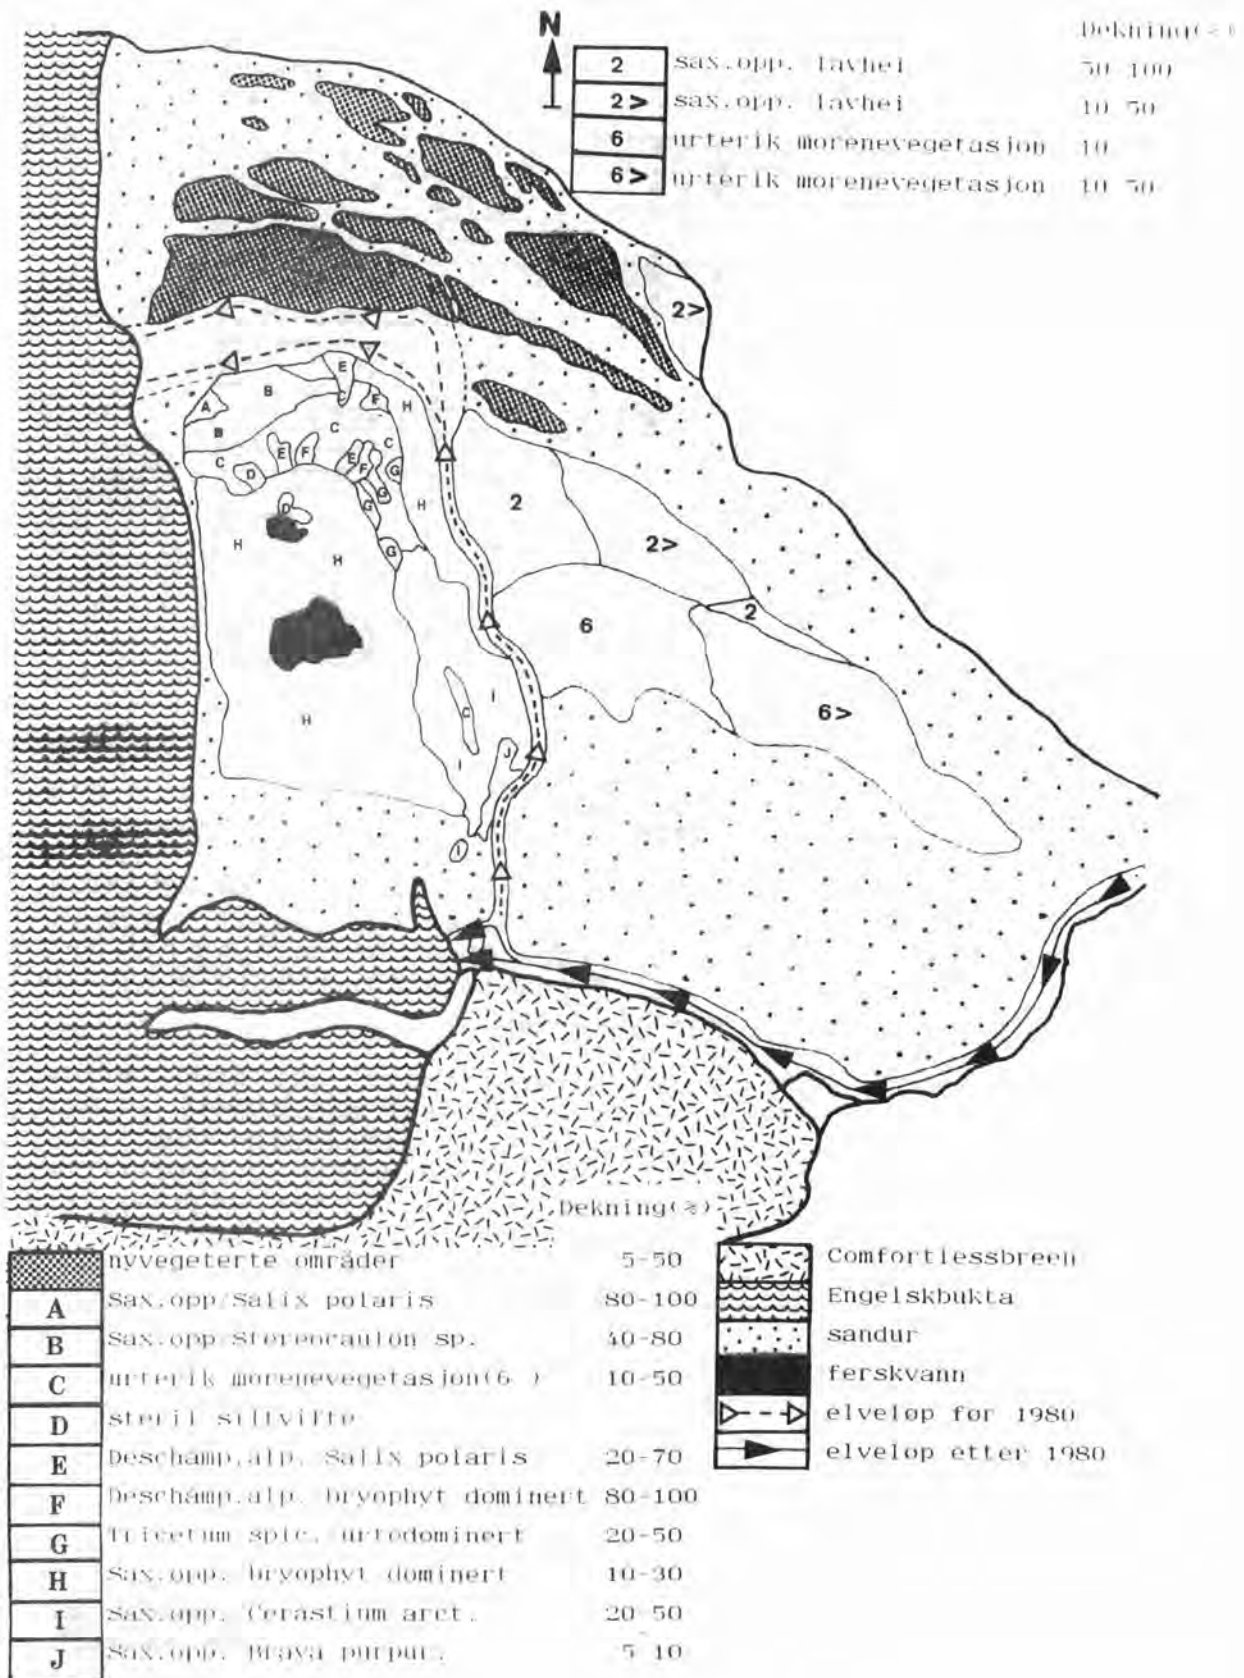 N
Dekning(%)
2 sax.opp. lavhei 50-100
2> sax.opp. lavhei 10-50
6 urterik morenevegetasjon 10
6> urterik morenevegetasjon 10-50
2>
E
B
A
F
H
B
C
C
C
E
F
E
F
G
D
G
D
G
H
2
H
H
G
2>
2
6
I
C
H
6>
J
I
I
Dekning(%)
nyvegeterte områder 5-50
A Sax.opp/Salix polaris 80-100
B Sax.opp/Stereocaulon sp. 40-80
C urterik morenevegetasjon(6 ) 10-50
D steril siltvifte
E Deschamp.alp. Salix polaris 20-70
F Deschamp.alp. bryophyt dominert 80-100
G Tricetum spic. urtedominert 20-50
H Sax.opp. bryophyt dominert 10-30
I Sax.opp. Cerastium arct. 20-50
J Sax.opp. purpur. 5-10
Comfortlessbreen
Engelskbukta
sandur
ferskvann
elveløp før 1980
elveløp etter 1980